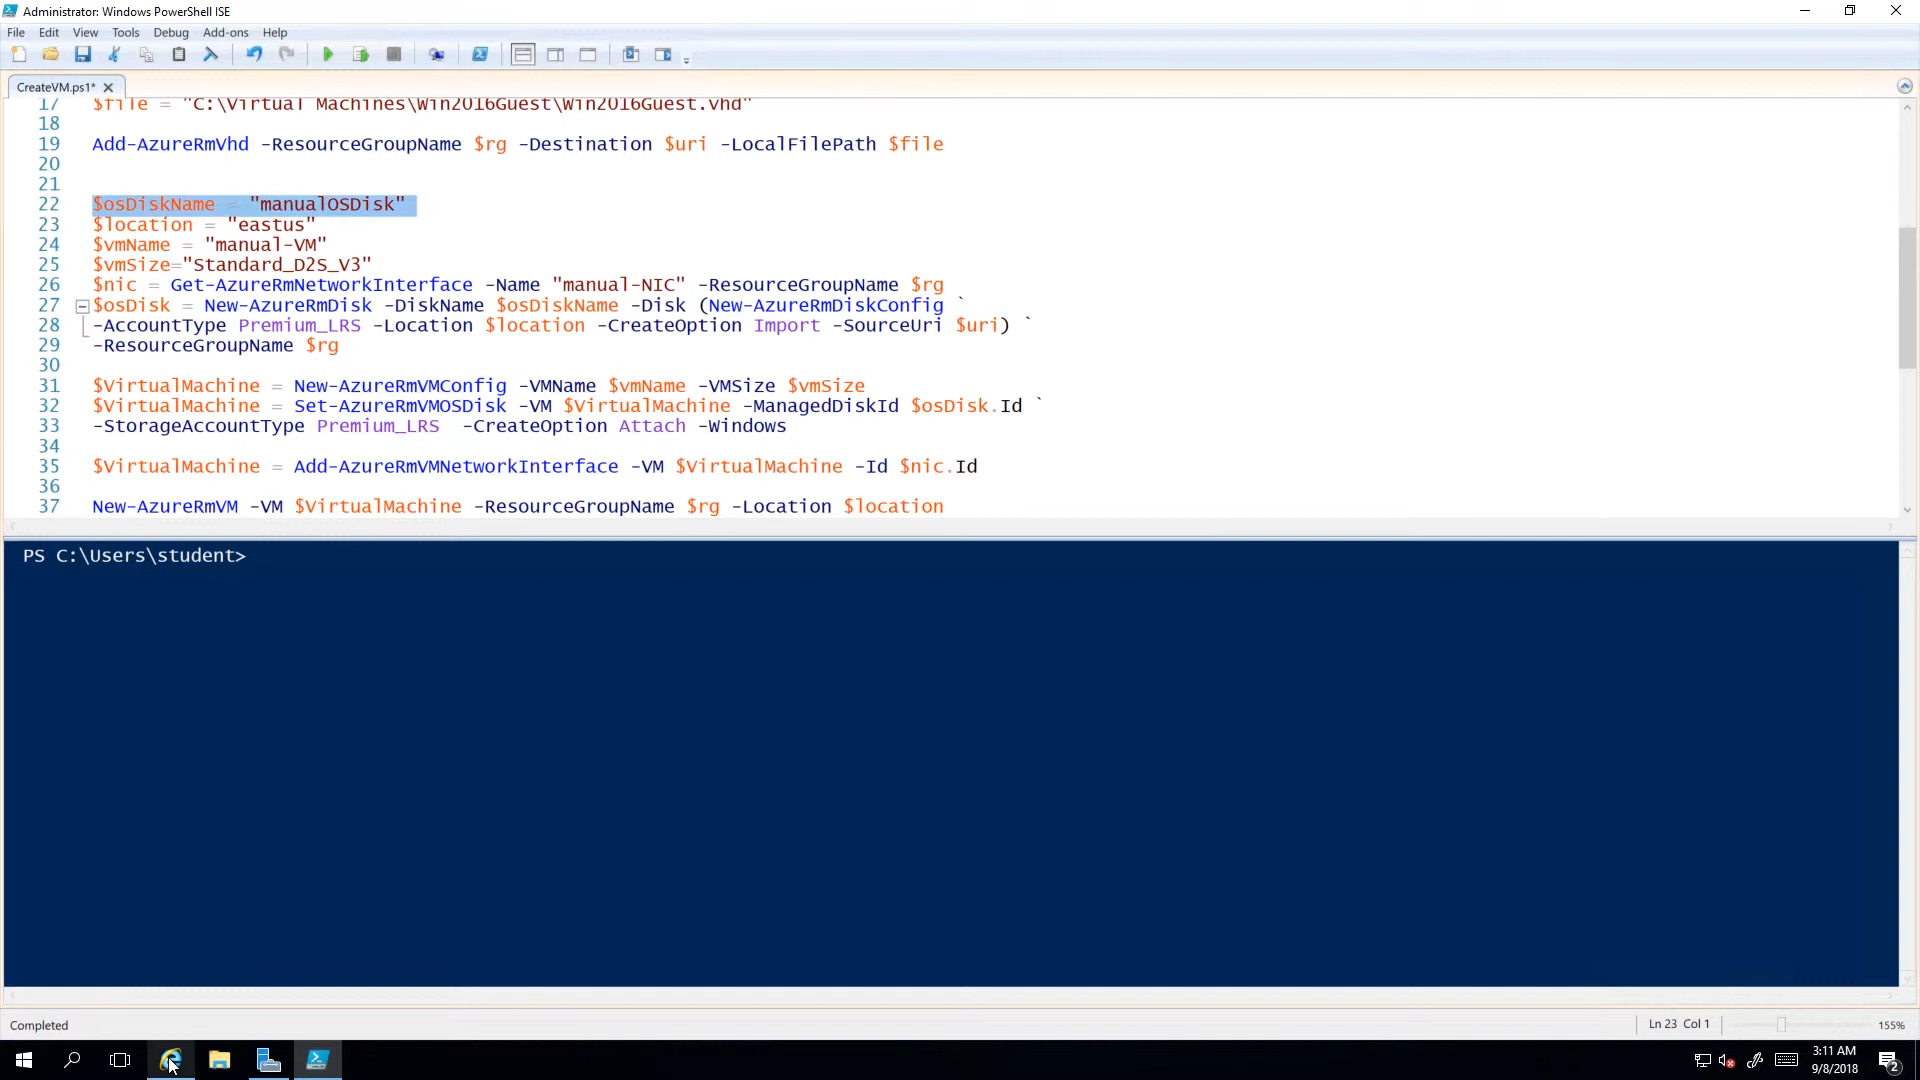 Administrator: Windows PowerShell ISE
File Edit View Tools Debug Add-ons Help
CreateVM.ps1*
17 $file = "C:\Virtual Machines\Win2016Guest\Win2016Guest.vhd"
18
19 Add-AzureRmVhd -ResourceGroupName $rg -Destination $uri -LocalFilePath $file
20
21
22 $osDiskName = "manualOSDisk"
23 $location = "eastus"
24 $vmName = "manual-VM"
25 $vmSize="Standard_D2S_V3"
26 $nic = Get-AzureRmNetworkInterface -Name "manual-NIC" -ResourceGroupName $rg
27 $osDisk = New-AzureRmDisk -DiskName $osDiskName -Disk (New-AzureRmDiskConfig `
28 -AccountType Premium_LRS -Location $location -CreateOption Import -SourceUri $uri) `
29 -ResourceGroupName $rg
30
31 $VirtualMachine = New-AzureRmVMConfig -VMName $vmName -VMSize $vmSize
32 $VirtualMachine = Set-AzureRmVMOSDisk -VM $VirtualMachine -ManagedDiskId $osDisk.Id `
33 -StorageAccountType Premium_LRS  -CreateOption Attach -Windows
34
35 $VirtualMachine = Add-AzureRmVMNetworkInterface -VM $VirtualMachine -Id $nic.Id
36
37 New-AzureRmVM -VM $VirtualMachine -ResourceGroupName $rg -Location $location
PS C:\Users\student>
Completed
Ln 23 Col 1
155%
3:11 AM
9/8/2018
2